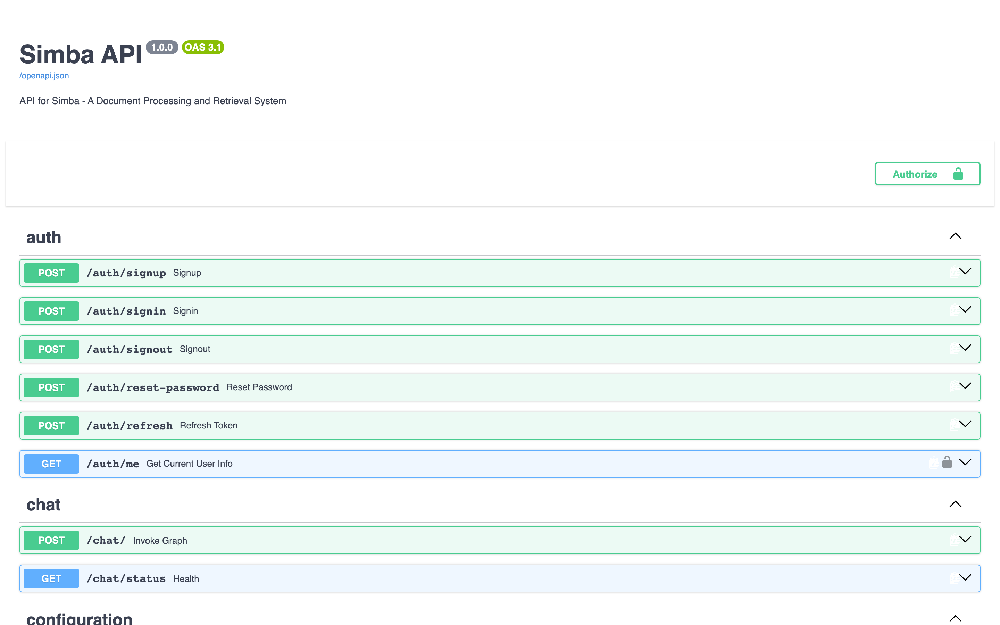 Simba API 1.0.0 OAS 3.1
/openapi.json
API for Simba - A Document Processing and Retrieval System
Authorize
auth
POST /auth/signup Signup
POST /auth/signin Signin
POST /auth/signout Signout
POST /auth/reset-password Reset Password
POST /auth/refresh Refresh Token
GET /auth/me Get Current User Info
chat
POST /chat/ Invoke Graph
GET /chat/status Health
configuration